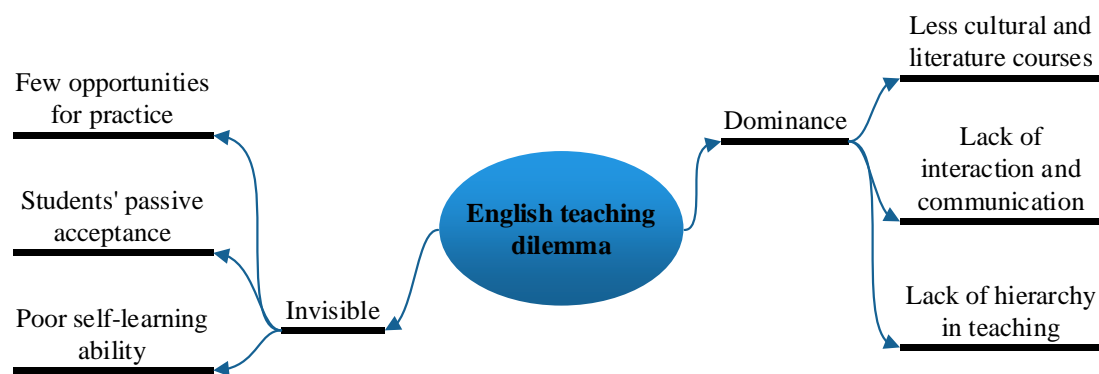 Few opportunities
for practice
Students' passive
acceptance
Poor self-learning
ability
Invisible
English teaching
dilemma
Dominance
Less cultural and
literature courses
Lack of
interaction and
communication
Lack of hierarchy
in teaching